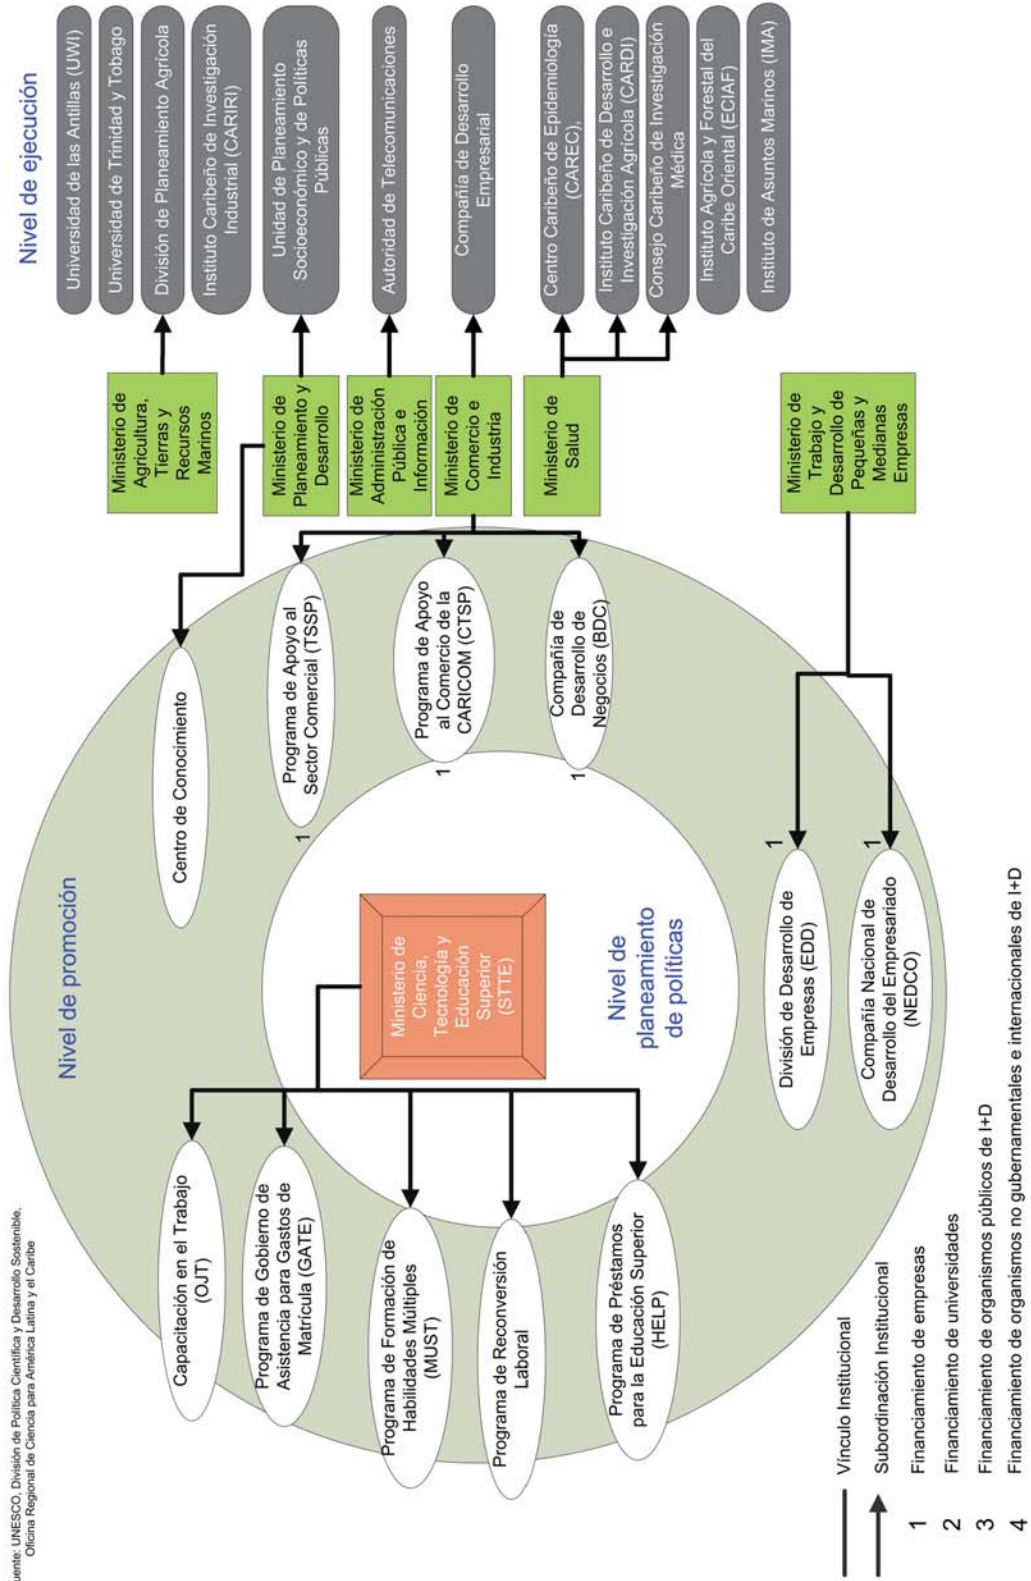 uente: UNESCO, División de Política Científica y Desarrollo Sostenible,
Oficina Regional de Ciencia para América Latina y el Caribe
Nivel de promoción
Capacitación en el Trabajo
(OJT)
Programa de Gobierno de
Asistencia para Gastos de
Matrícula (GATE)
Programa de Formación de
Habilidades Múltiples
(MUST)
Programa de Reconversión
Laboral
Programa de Préstamos
para la Educación Superior
(HELP)
Ministerio de
Ciencia,
Tecnología y
Educación
Superior
(STTE)
Nivel de
planeamiento
de políticas
Centro de Conocimiento
Programa de Apoyo al
Sector Comercial (TSSP)
1
Programa de Apoyo
al Comercio de la
CARICOM (CTSP)
1
Compañía de
Desarrollo de
Negocios (BDC)
1
División de Desarrollo de
Empresas (EDD)
1
Compañía Nacional de
Desarrollo del Empresariado
(NEDCO)
1
Ministerio de
Agricultura,
Tierras y
Recursos
Marinos
Ministerio de
Planeamiento y
Desarrollo
Ministerio de
Administración
Pública e
Información
Ministerio de
Comercio e
Industria
Ministerio de
Salud
Ministerio de
Trabajo y
Desarrollo de
Pequeñas y
Medianas
Empresas
Nivel de ejecución
Universidad de las Antillas (UWI)
Universidad de Trinidad y Tobago
División de Planeamiento Agrícola
Instituto Caribeño de Investigación
Industrial (CARIRI)
Unidad de Planeamiento
Socioeconómico y de Políticas
Públicas
Autoridad de Telecomunicaciones
Compañía de Desarrollo
Empresarial
Centro Caribeño de Epidemiología
(CAREC),
Instituto Caribeño de Desarrollo e
Investigación Agrícola (CARDI)
Consejo Caribeño de Investigación
Médica
Instituto Agrícola y Forestal del
Caribe Oriental (ECIAF)
Instituto de Asuntos Marinos (IMA)
Vínculo Institucional
Subordinación Institucional
1 Financiamiento de empresas
2 Financiamiento de universidades
3 Financiamiento de organismos públicos de I+D
4 Financiamiento de organismos no gubernamentales e internacionales de I+D